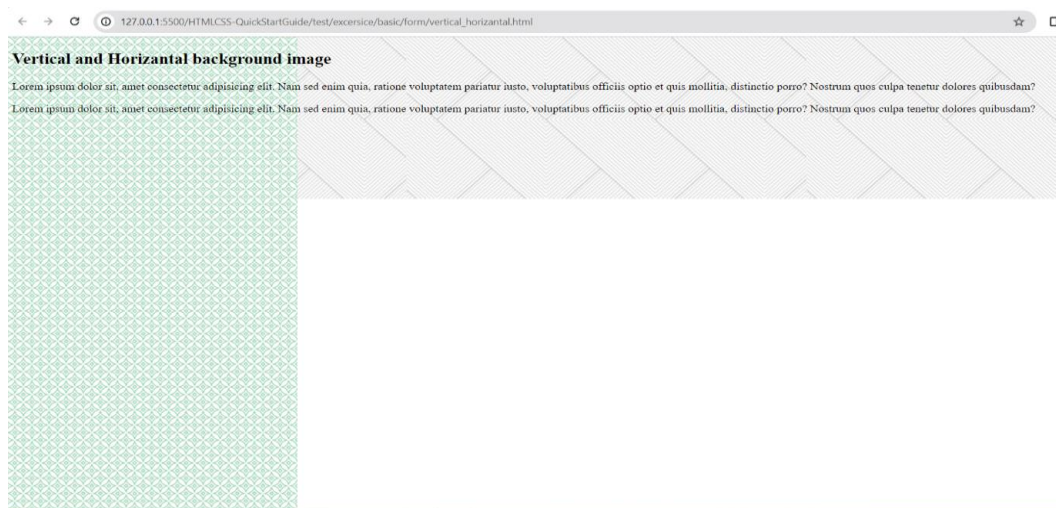 127.0.0.1:5500/HTMLCSS-QuickStartGuide/test/excersice/basic/form/vertical_horizantal.html
Vertical and Horizantal background image
Lorem ipsum dolor sit, amet consectetur adipisicing elit. Nam sed enim quia, ratione voluptatem pariatur iusto, voluptatibus officiis optio et quis mollitia, distinctio porro? Nostrum quos culpa tenetur dolores quibusdam?
Lorem ipsum dolor sit, amet consectetur adipisicing elit. Nam sed enim quia, ratione voluptatem pariatur iusto, voluptatibus officiis optio et quis mollitia, distinctio porro? Nostrum quos culpa tenetur dolores quibusdam?